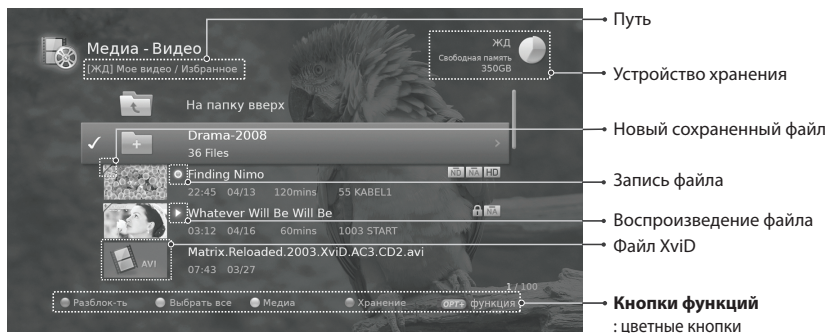 Медиа - Видео
[ЖД] Мое видео / Избранное
ЖД
Свободная память
350GB
На папку вверх
Drama-2008
36 Files
Finding Nimo
ND NA HD
22:45 04/13 120mins 55 KABEL1
Whatever Will Be Will Be
NA
03:12 04/16 60mins 1003 START
AVI
Matrix.Reloaded.2003.XviD.AC3.CD2.avi
07:43 03/27
1 / 100
Разблок-ть Выбрать все Медиа Хранение OPT+ функция
Путь
Устройство хранения
Новый сохраненный файл
Запись файла
Воспроизведение файла
Файл XviD
Кнопки функций
: цветные кнопки